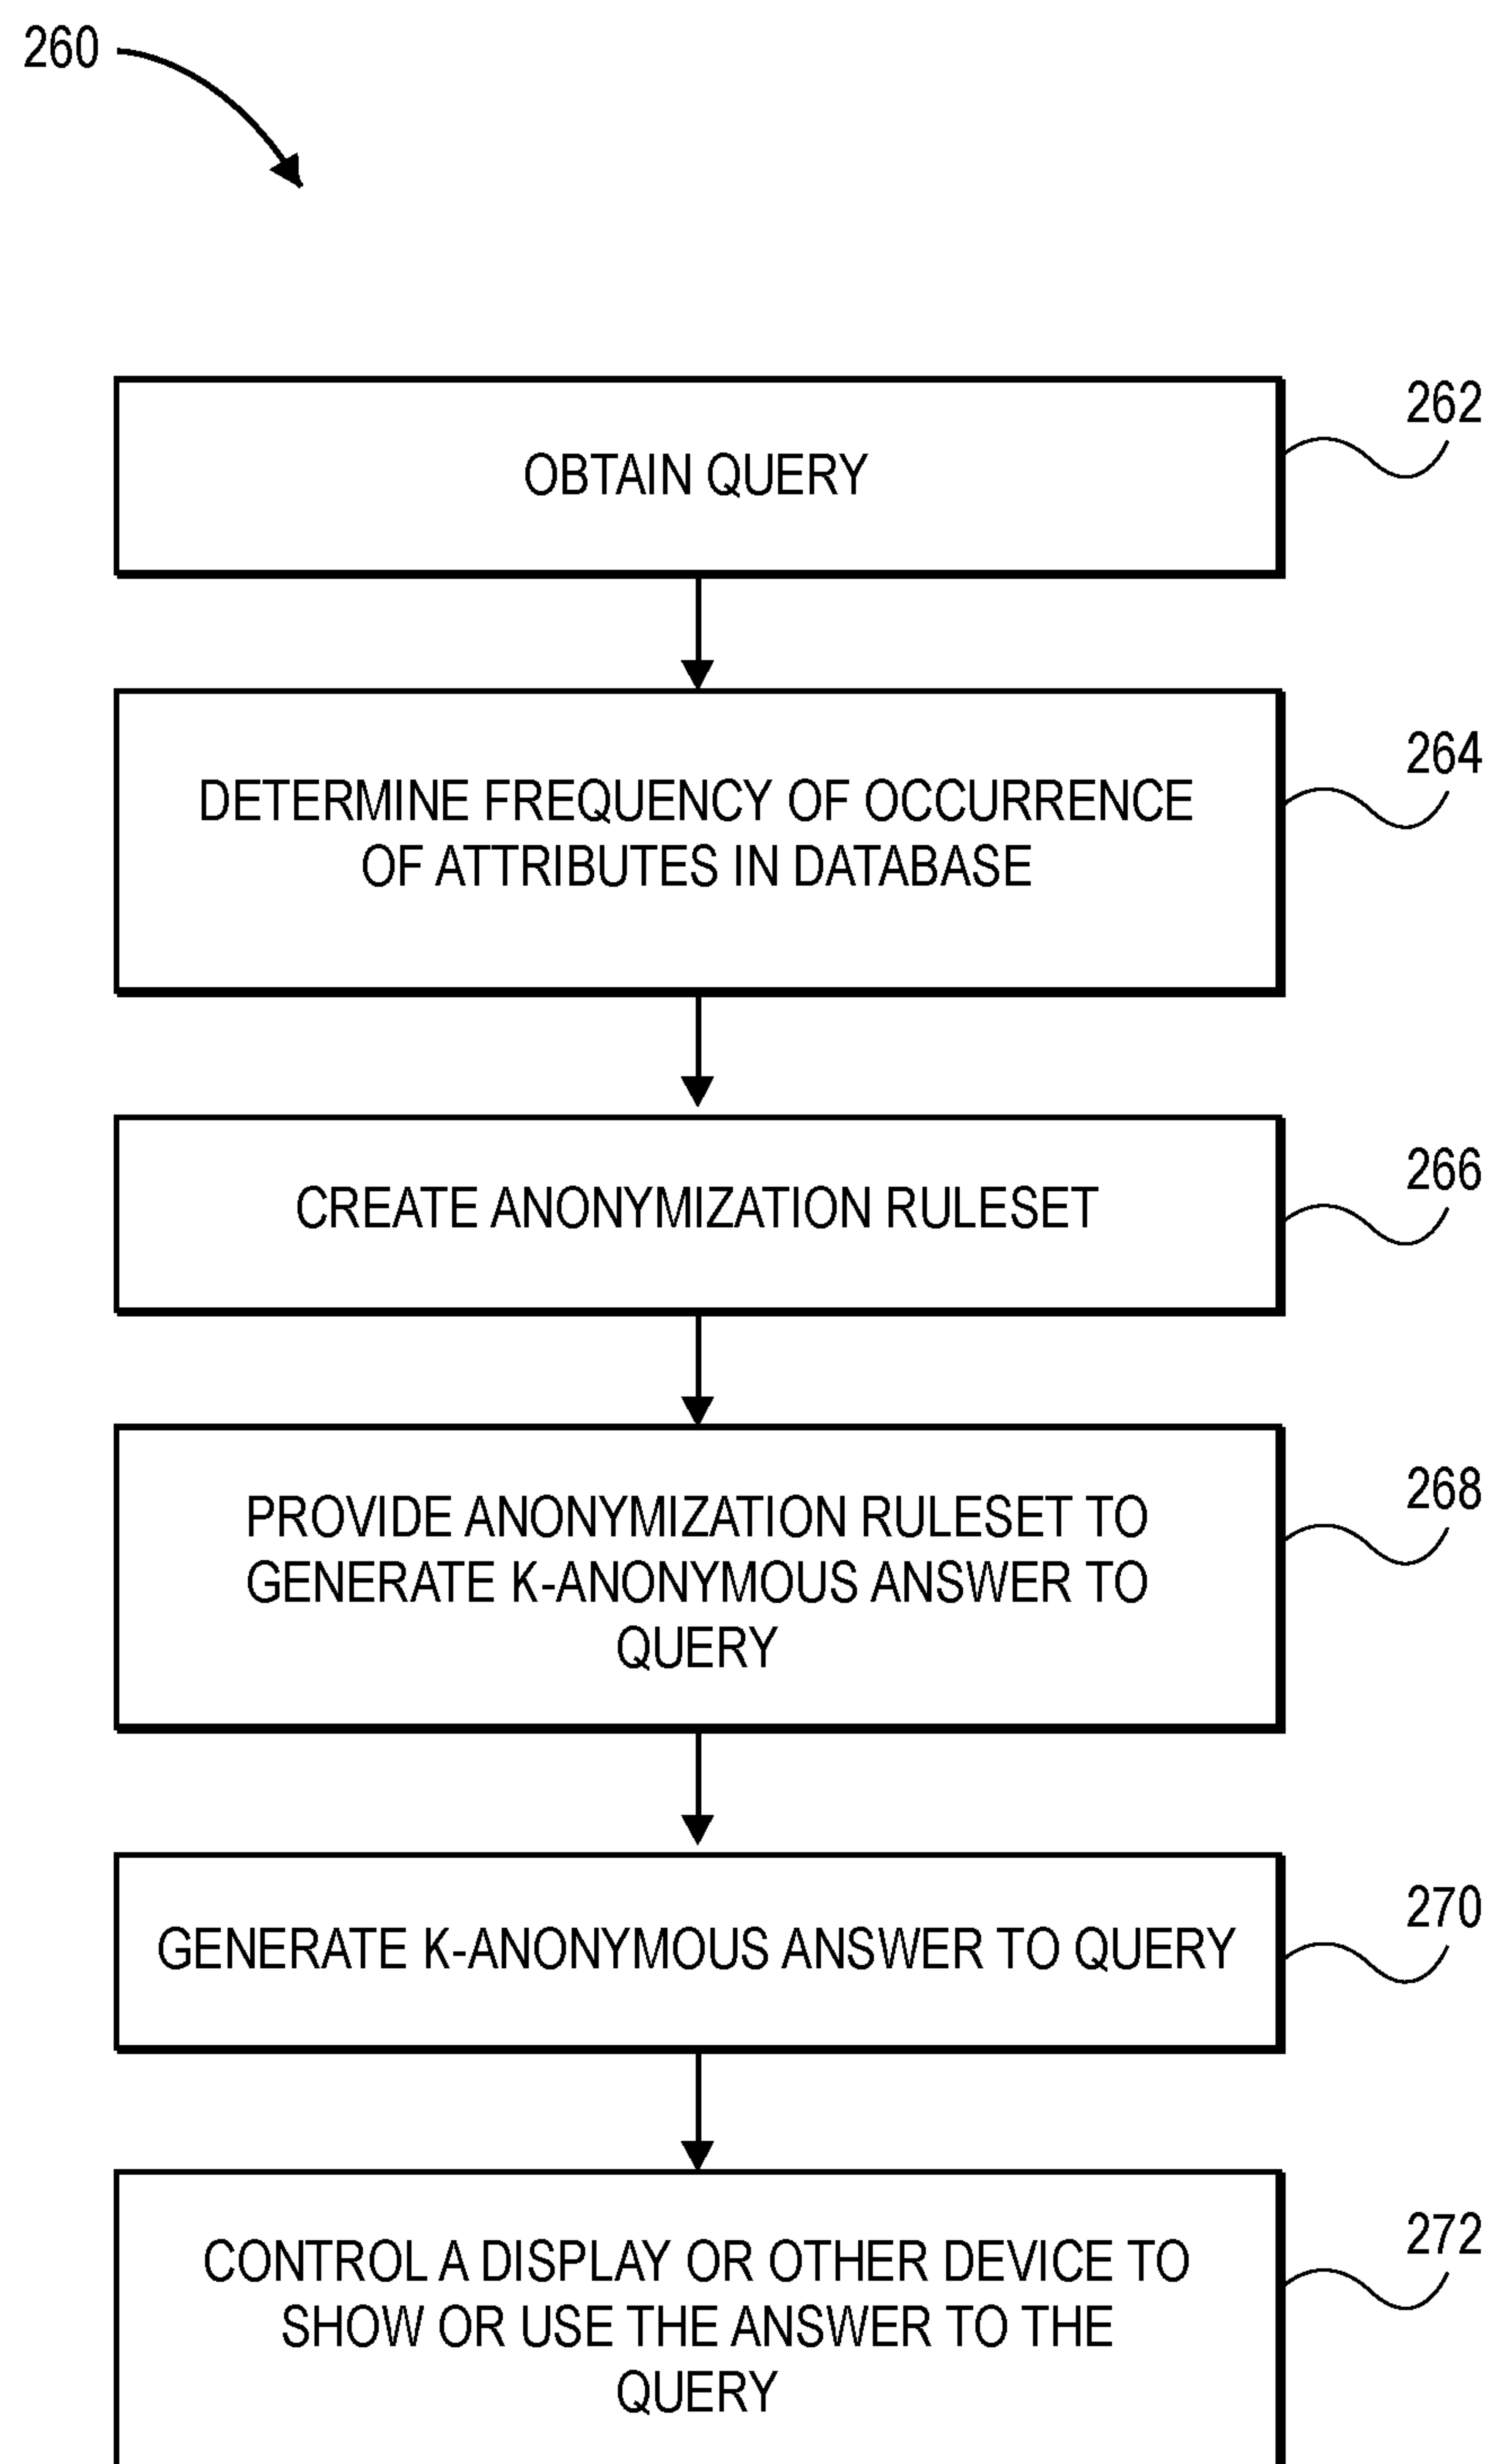 260
262
OBTAIN QUERY
264
DETERMINE FREQUENCY OF OCCURRENCE
OF ATTRIBUTES IN DATABASE
266
CREATE ANONYMIZATION RULESET
268
PROVIDE ANONYMIZATION RULESET TO
GENERATE K-ANONYMOUS ANSWER TO
QUERY
270
GENERATE K-ANONYMOUS ANSWER TO QUERY
272
CONTROL A DISPLAY OR OTHER DEVICE TO
SHOW OR USE THE ANSWER TO THE
QUERY